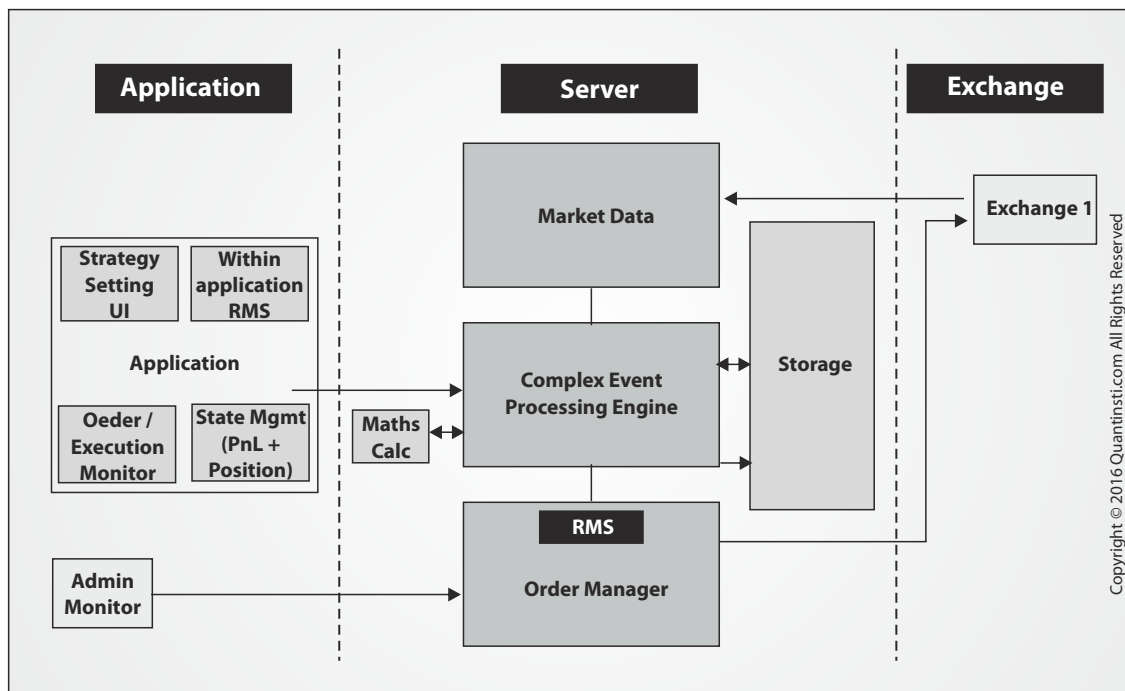 Application
Server
Exchange
Market Data
Exchange 1
Strategy
Setting
UI
Within
application
RMS
Application
Oeder /
Execution
Monitor
State Mgmt
(PnL +
Position)
Maths
Calc
Complex Event
Processing Engine
Storage
RMS
Order Manager
Admin
Monitor
Copyright © 2016 Quantinsti.com All Rights Reserved